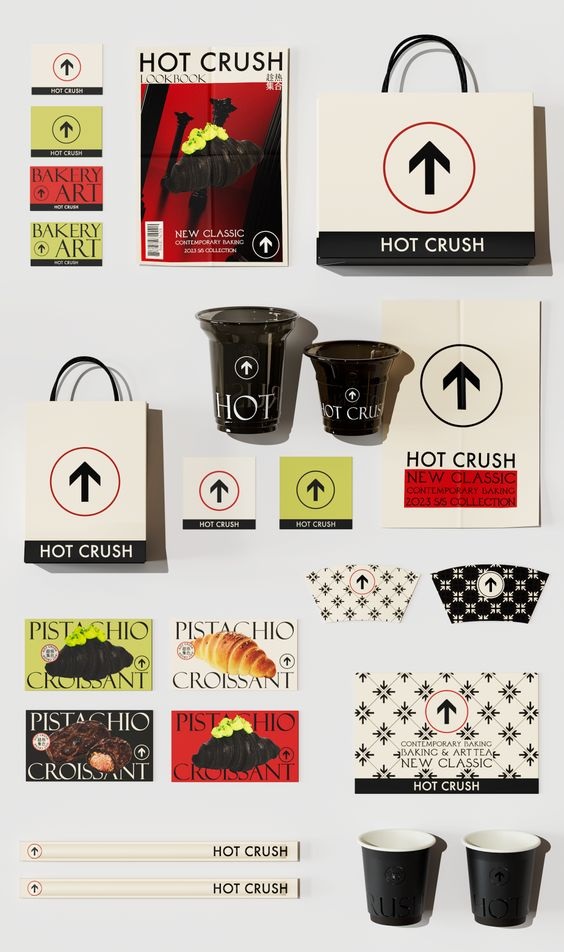 HOT CRUSH
HOT CRUSH
BAKERY
ART
HOT CRUSH
BAKERY
ART
HOT CRUSH
HOT CRUSH
LOOKBOOK
趁热
集合
NEW CLASSIC
CONTEMPORARY BAKING
2023 S/S COLLECTION
HOT CRUSH
HOT
HOT CRUS
HOT CRUSH
NEW CLASSIC
CONTEMPORARY BAKING
2023 S/S COLLECTION
HOT CRUSH
HOT CRUSH
HOT CRUSH
PISTACHIO
CROISSANT
PISTACHIO
CROISSANT
PISTACHIO
CROISSANT
PISTACHIO
CROISSANT
CONTEMPORARY BAKING
BAKING & ART TEA
NEW CLASSIC
HOT CRUSH
HOT CRUSH
HOT CRUSH
RUSH
HOT